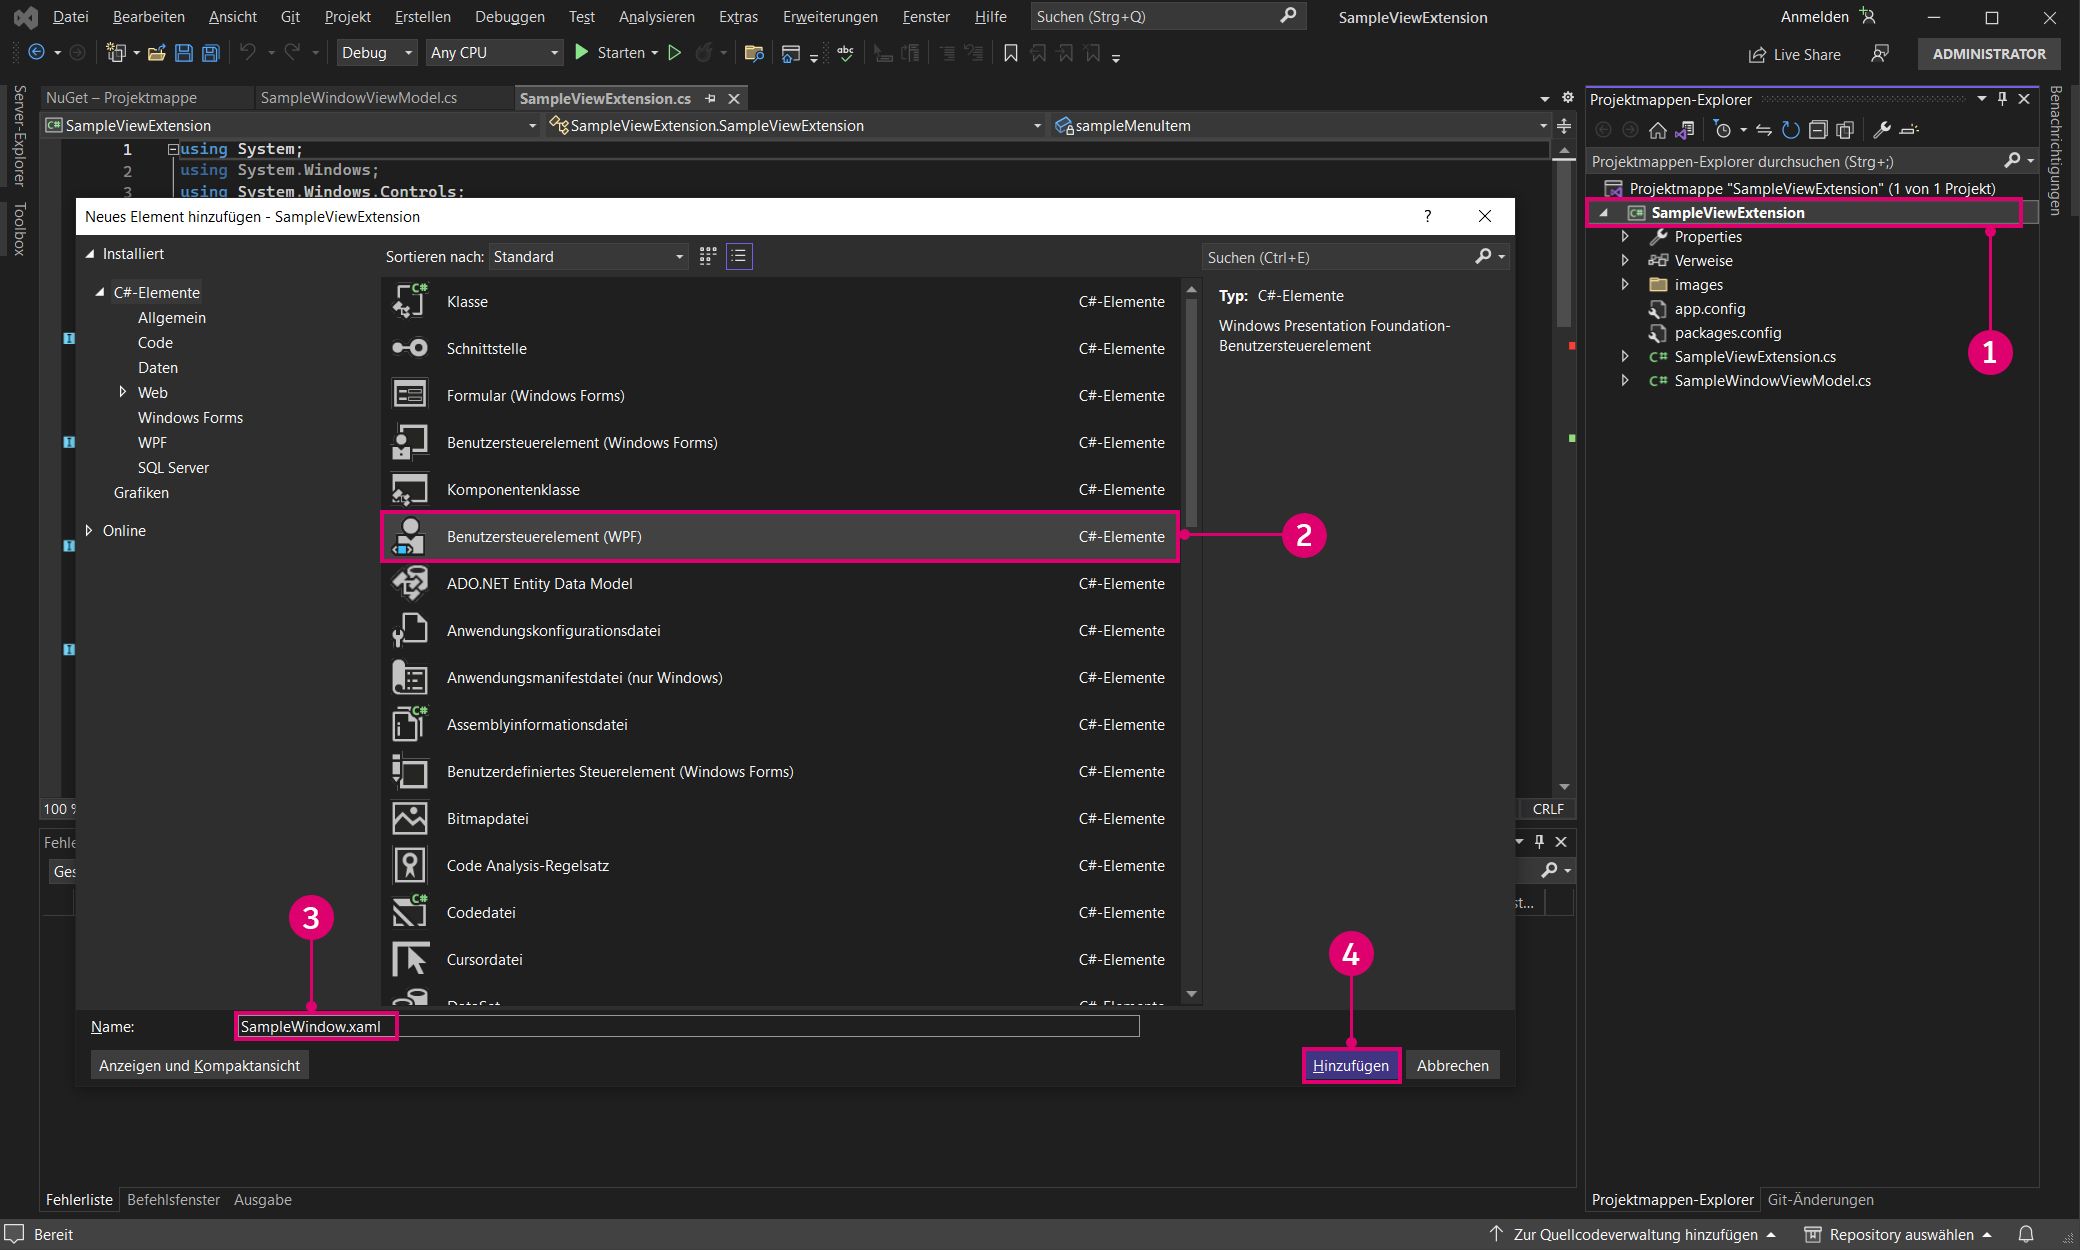 Datei Bearbeiten Ansicht Git Projekt Erstellen Debuggen Test Analysieren Extras Erweiterungen Fenster Hilfe Suchen (Strg+Q) SampleViewExtension Anmelden
Debug Any CPU Starten abc Live Share ADMINISTRATOR
Server-Explorer
Toolbox
NuGet – Projektmappe SampleWindowViewModel.cs SampleViewExtension.cs
SampleViewExtension SampleViewExtension.SampleViewExtension sampleMenuItem
1 using System;
2 using System.Windows;
3 using System.Windows.Controls;
Neues Element hinzufügen - SampleViewExtension ?
Installiert
C#-Elemente
Allgemein
Code
Daten
Web
Windows Forms
WPF
SQL Server
Grafiken
Online
Sortieren nach: Standard
Suchen (Ctrl+E)
C# Klasse C#-Elemente
Schnittstelle C#-Elemente
Formular (Windows Forms) C#-Elemente
Benutzersteuerelement (Windows Forms) C#-Elemente
Komponentenklasse C#-Elemente
Benutzersteuerelement (WPF) C#-Elemente
2
ADO.NET Entity Data Model C#-Elemente
Anwendungskonfigurationsdatei C#-Elemente
Anwendungsmanifestdatei (nur Windows) C#-Elemente
C# Assemblyinformationsdatei C#-Elemente
Benutzerdefiniertes Steuerelement (Windows Forms) C#-Elemente
Bitmapdatei C#-Elemente
Code Analysis-Regelsatz C#-Elemente
C# Codedatei C#-Elemente
Cursordatei C#-Elemente
DataSet C#-Elemente
Typ: C#-Elemente
Windows Presentation Foundation-
Benutzersteuerelement
3
4
Name: SampleWindow.xaml
Anzeigen und Kompaktansicht Hinzufügen Abbrechen
100 %
CRLF
Fehle
Ges
st...
Fehlerliste Befehlsfenster Ausgabe
Projektmappen-Explorer
Projektmappen-Explorer durchsuchen (Strg+;)
Projektmappe "SampleViewExtension" (1 von 1 Projekt)
C# SampleViewExtension
Properties
Verweise
images
app.config
packages.config
C# SampleViewExtension.cs
C# SampleWindowViewModel.cs
1
Benachrichtigungen
Projektmappen-Explorer Git-Änderungen
Bereit Zur Quellcodeverwaltung hinzufügen Repository auswählen